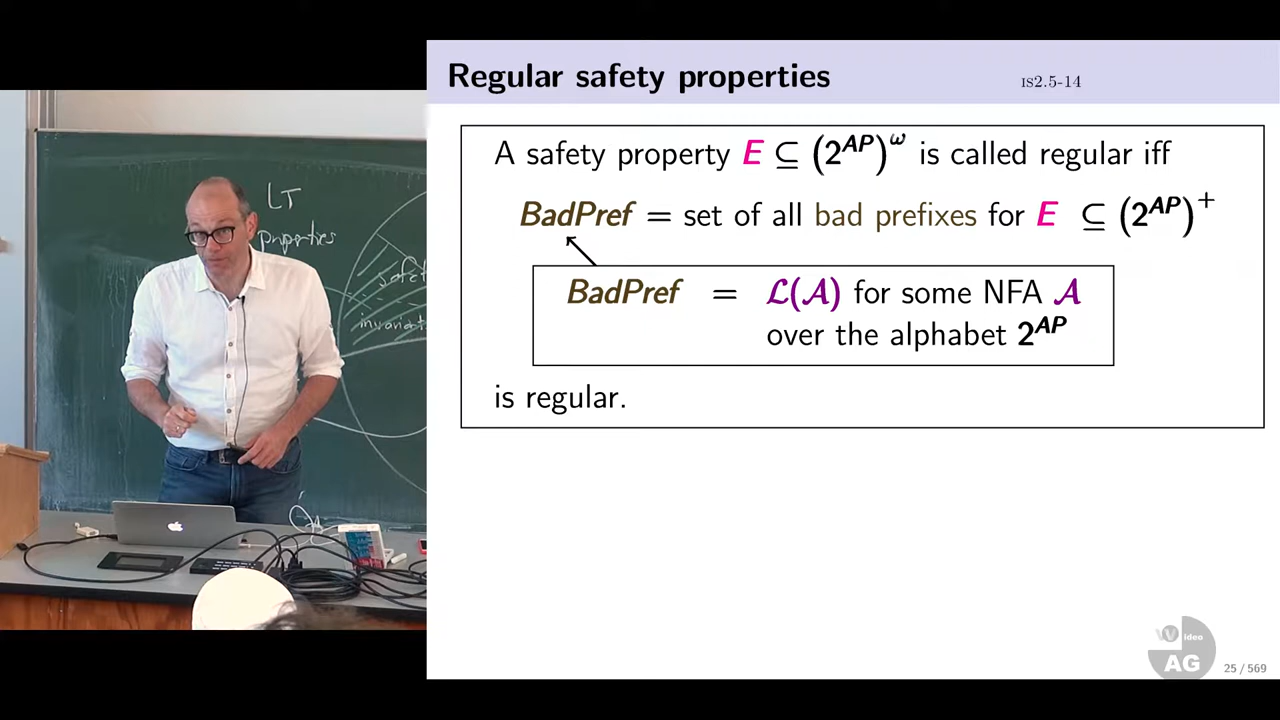 LT
properties
Regular safety properties
IS2.5-14
A safety property E ⊆ (2^AP)^ω is called regular iff
BadPref = set of all bad prefixes for E ⊆ (2^AP)^+
BadPref = ℒ(𝒜) for some NFA 𝒜
over the alphabet 2^AP
is regular.
ideo
AG
25 / 569